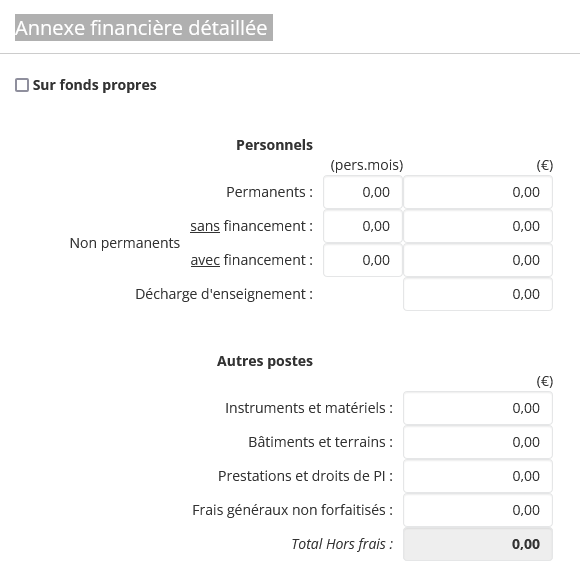 Annexe financière détaillée
Sur fonds propres
Personnels
(pers.mois) (€)
Permanents : 0,00 0,00
sans financement : 0,00 0,00
Non permanents
avec financement : 0,00 0,00
Décharge d'enseignement : 0,00
Autres postes
(€)
Instruments et matériels : 0,00
Bâtiments et terrains : 0,00
Prestations et droits de PI : 0,00
Frais généraux non forfaitisés : 0,00
Total Hors frais : 0,00